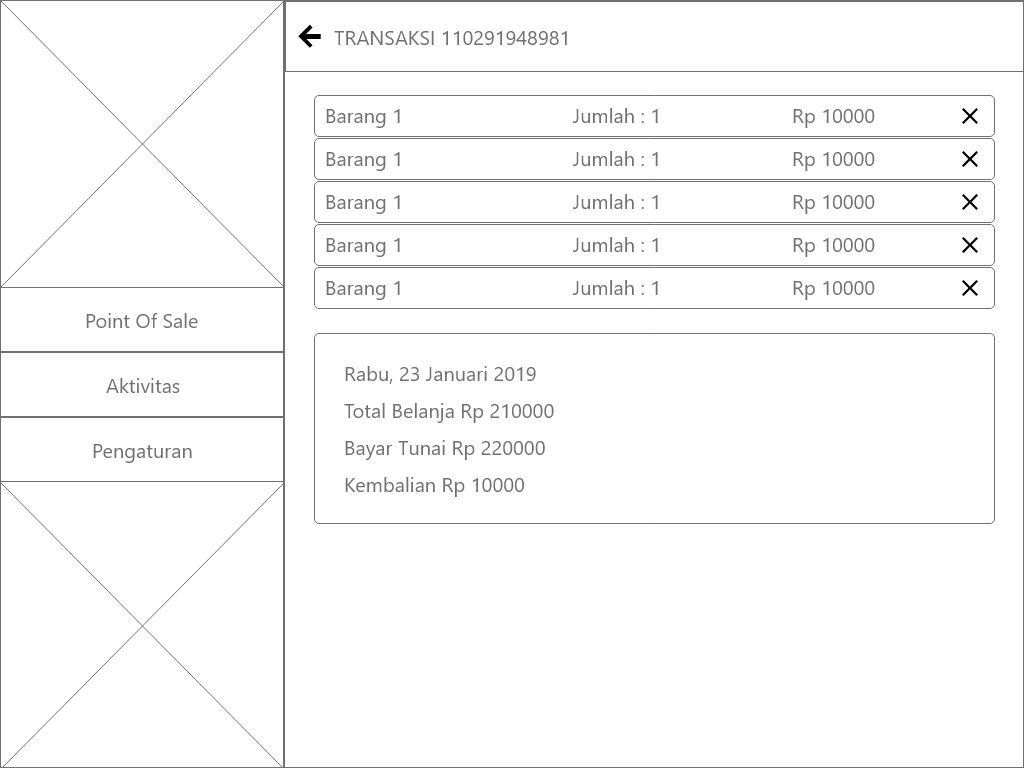 TRANSAKSI 110291948981
Barang 1 Jumlah : 1 Rp 10000
Barang 1 Jumlah : 1 Rp 10000
Barang 1 Jumlah : 1 Rp 10000
Barang 1 Jumlah : 1 Rp 10000
Barang 1 Jumlah : 1 Rp 10000
Point Of Sale
Aktivitas
Pengaturan
Rabu, 23 Januari 2019
Total Belanja Rp 210000
Bayar Tunai Rp 220000
Kembalian Rp 10000